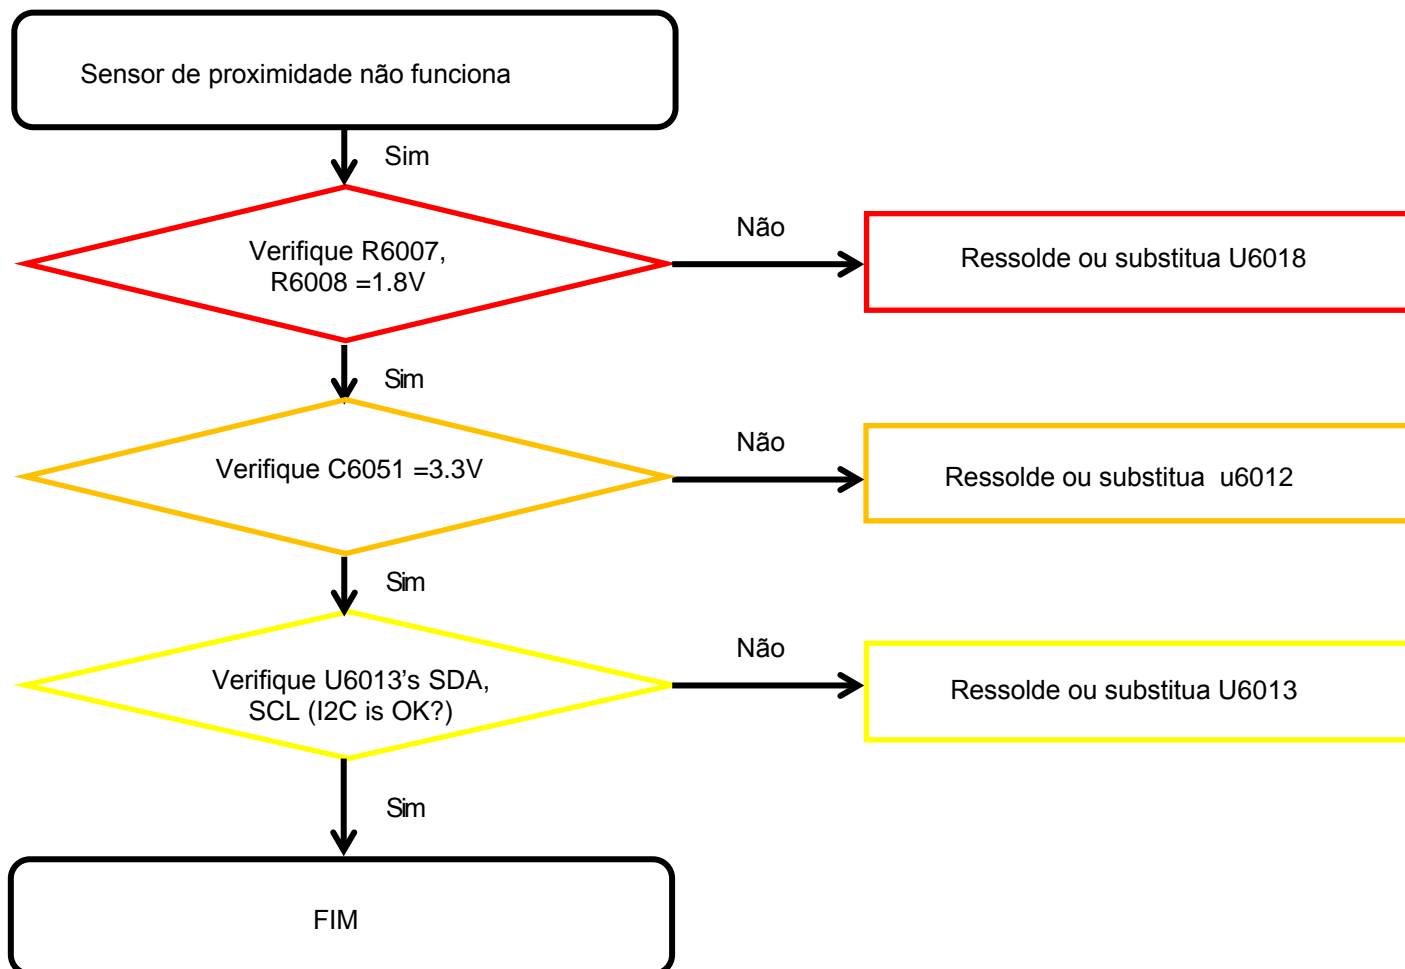 Sensor de proximidade não funciona
Sim
Verifique R6007,
R6008 =1.8V
Não
Ressolde ou substitua U6018
Sim
Verifique C6051 =3.3V
Não
Ressolde ou substitua  u6012
Sim
Verifique U6013's SDA,
SCL (I2C is OK?)
Não
Ressolde ou substitua U6013
Sim
FIM